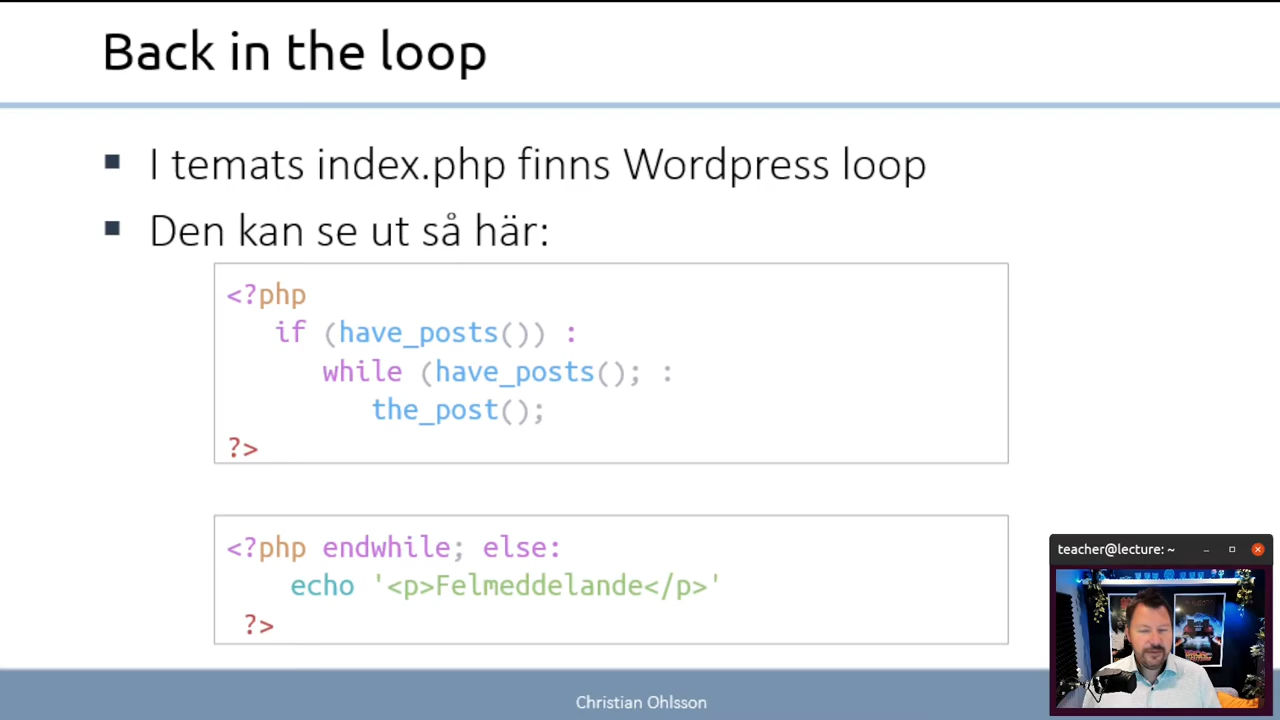 Back in the loop
I temats index.php finns Wordpress loop
Den kan se ut så här:
<?php
if (have_posts()) :
while (have_posts(); :
the_post();
?>
<?php endwhile; else:
echo '<p>Felmeddelande</p>'
?>
teacher@lecture: ~
Christian Ohlsson